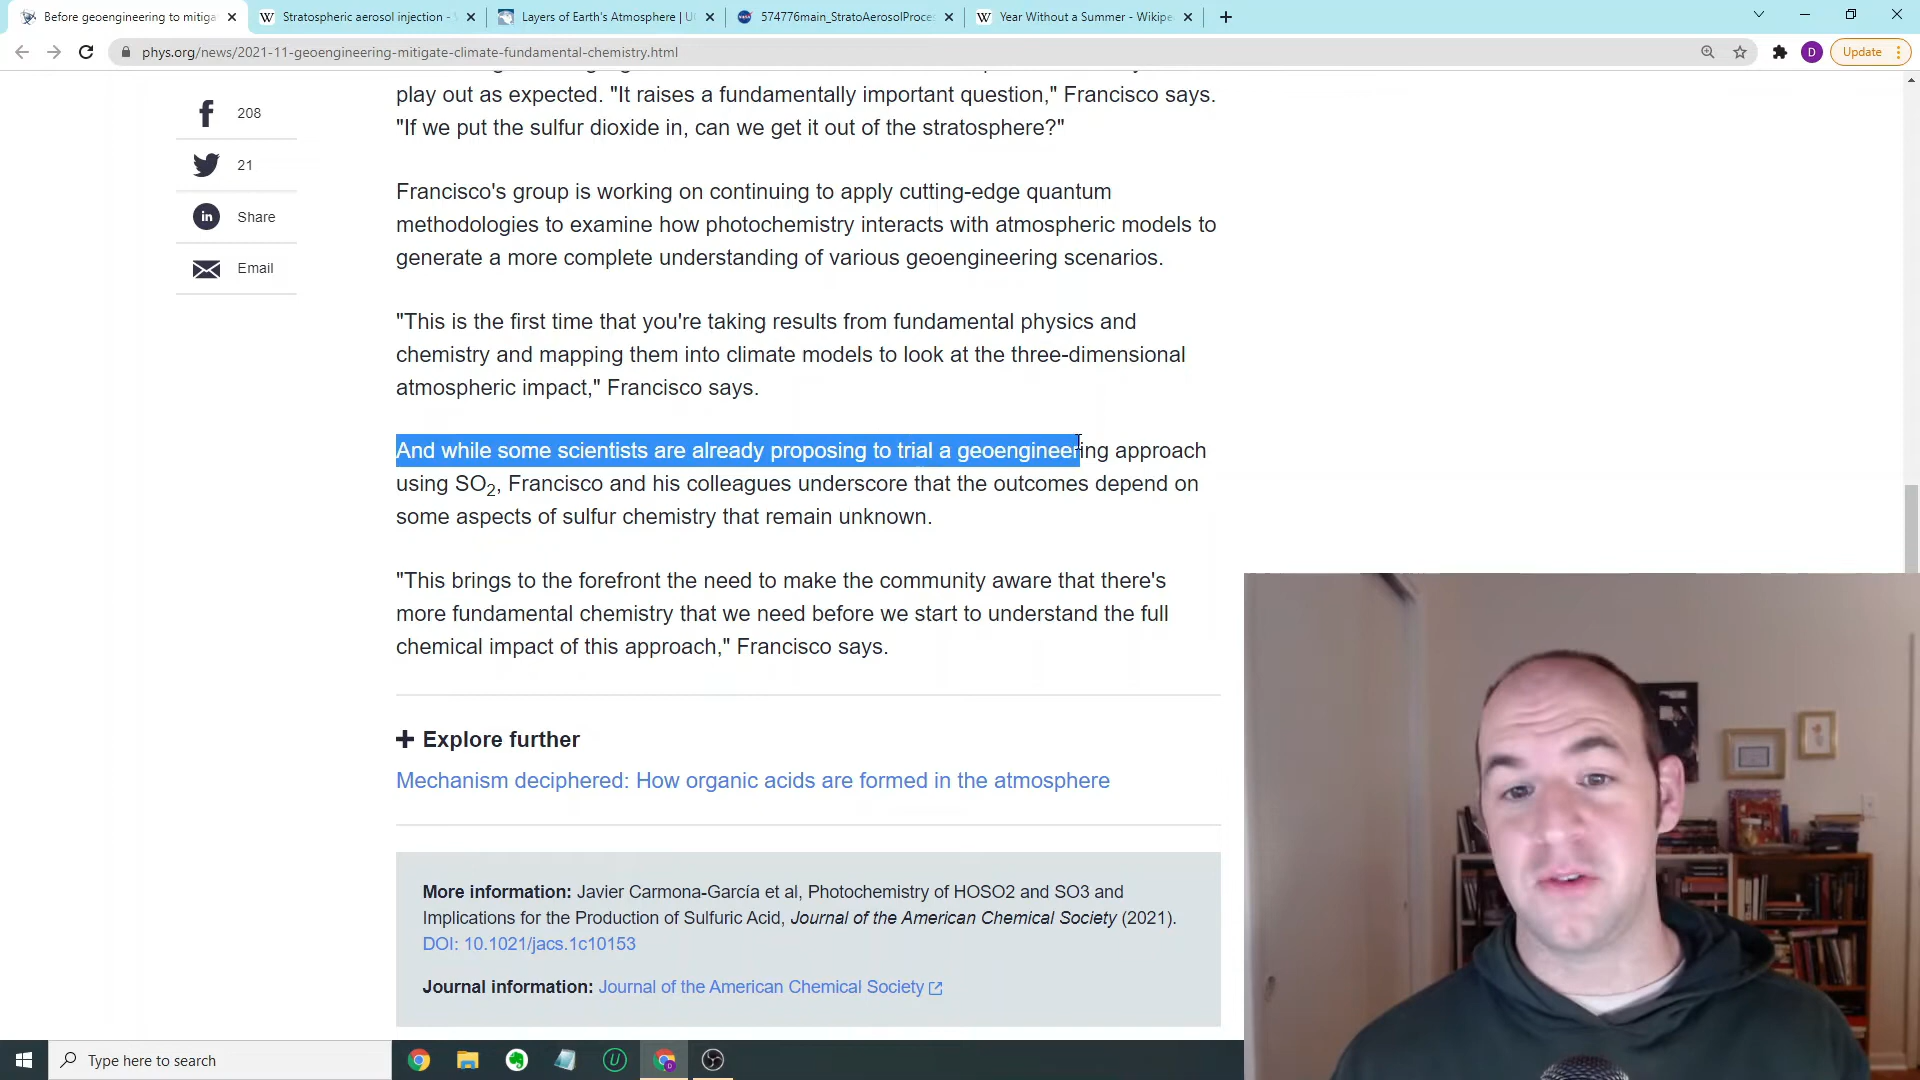 Before geoengineering to mitiga
Stratospheric aerosol injection -
Layers of Earth's Atmosphere |
574776main_StratoAerosolProce
Year Without a Summer - Wikipe
phys.org/news/2021-11-geoengineering-mitigate-climate-fundamental-chemistry.html
D
Update
208
21
Share
Email
play out as expected. "It raises a fundamentally important question," Francisco says.
"If we put the sulfur dioxide in, can we get it out of the stratosphere?"
Francisco's group is working on continuing to apply cutting-edge quantum
methodologies to examine how photochemistry interacts with atmospheric models to
generate a more complete understanding of various geoengineering scenarios.
"This is the first time that you're taking results from fundamental physics and
chemistry and mapping them into climate models to look at the three-dimensional
atmospheric impact," Francisco says.
And while some scientists are already proposing to trial a geoengineering approach
using SO2, Francisco and his colleagues underscore that the outcomes depend on
some aspects of sulfur chemistry that remain unknown.
"This brings to the forefront the need to make the community aware that there's
more fundamental chemistry that we need before we start to understand the full
chemical impact of this approach," Francisco says.
Explore further
Mechanism deciphered: How organic acids are formed in the atmosphere
More information: Javier Carmona-García et al, Photochemistry of HOSO2 and SO3 and
Implications for the Production of Sulfuric Acid, Journal of the American Chemical Society (2021).
DOI: 10.1021/jacs.1c10153
Journal information: Journal of the American Chemical Society
Type here to search